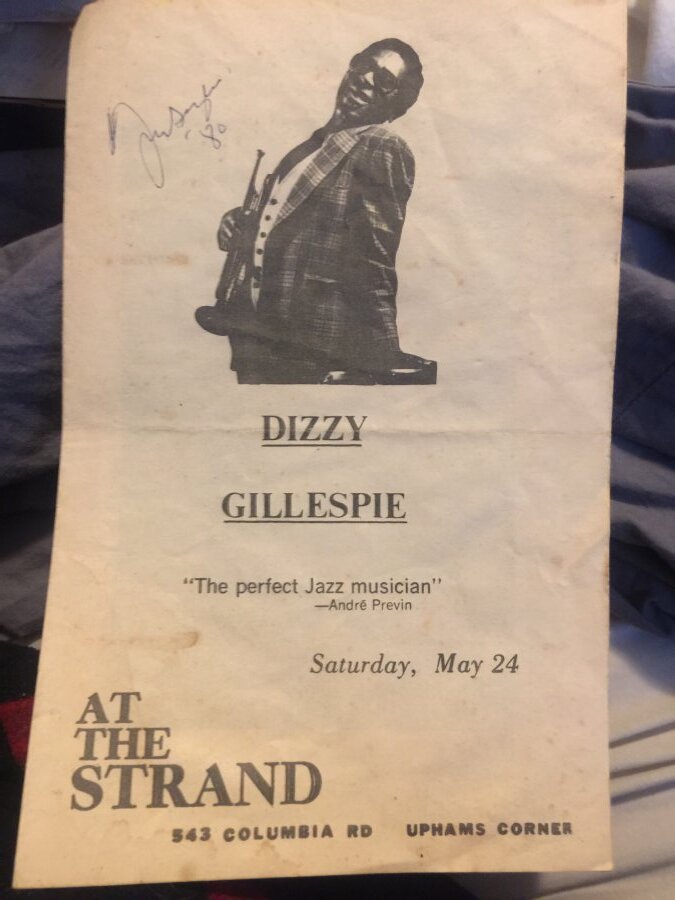 '80
DIZZY
GILLESPIE
“The perfect Jazz musician”
—André Previn
Saturday, May 24
AT
THE
STRAND
543 COLUMBIA RD UPHAMS CORNER